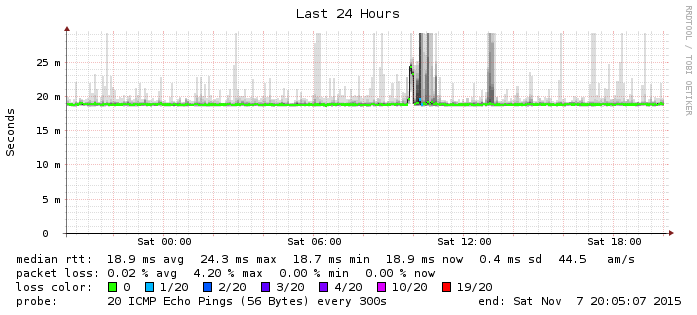 Last 24 Hours
RRDTOOL / TOBI OETIKER
Seconds
25 m
20 m
15 m
10 m
5 m
0
Sat 00:00 Sat 06:00 Sat 12:00 Sat 18:00
median rtt: 18.9 ms avg 24.3 ms max 18.7 ms min 18.9 ms now 0.4 ms sd 44.5 am/s
packet loss: 0.02 % avg 4.20 % max 0.00 % min 0.00 % now
loss color: 0 1/20 2/20 3/20 4/20 10/20 19/20
probe: 20 ICMP Echo Pings (56 Bytes) every 300s end: Sat Nov 7 20:05:07 2015